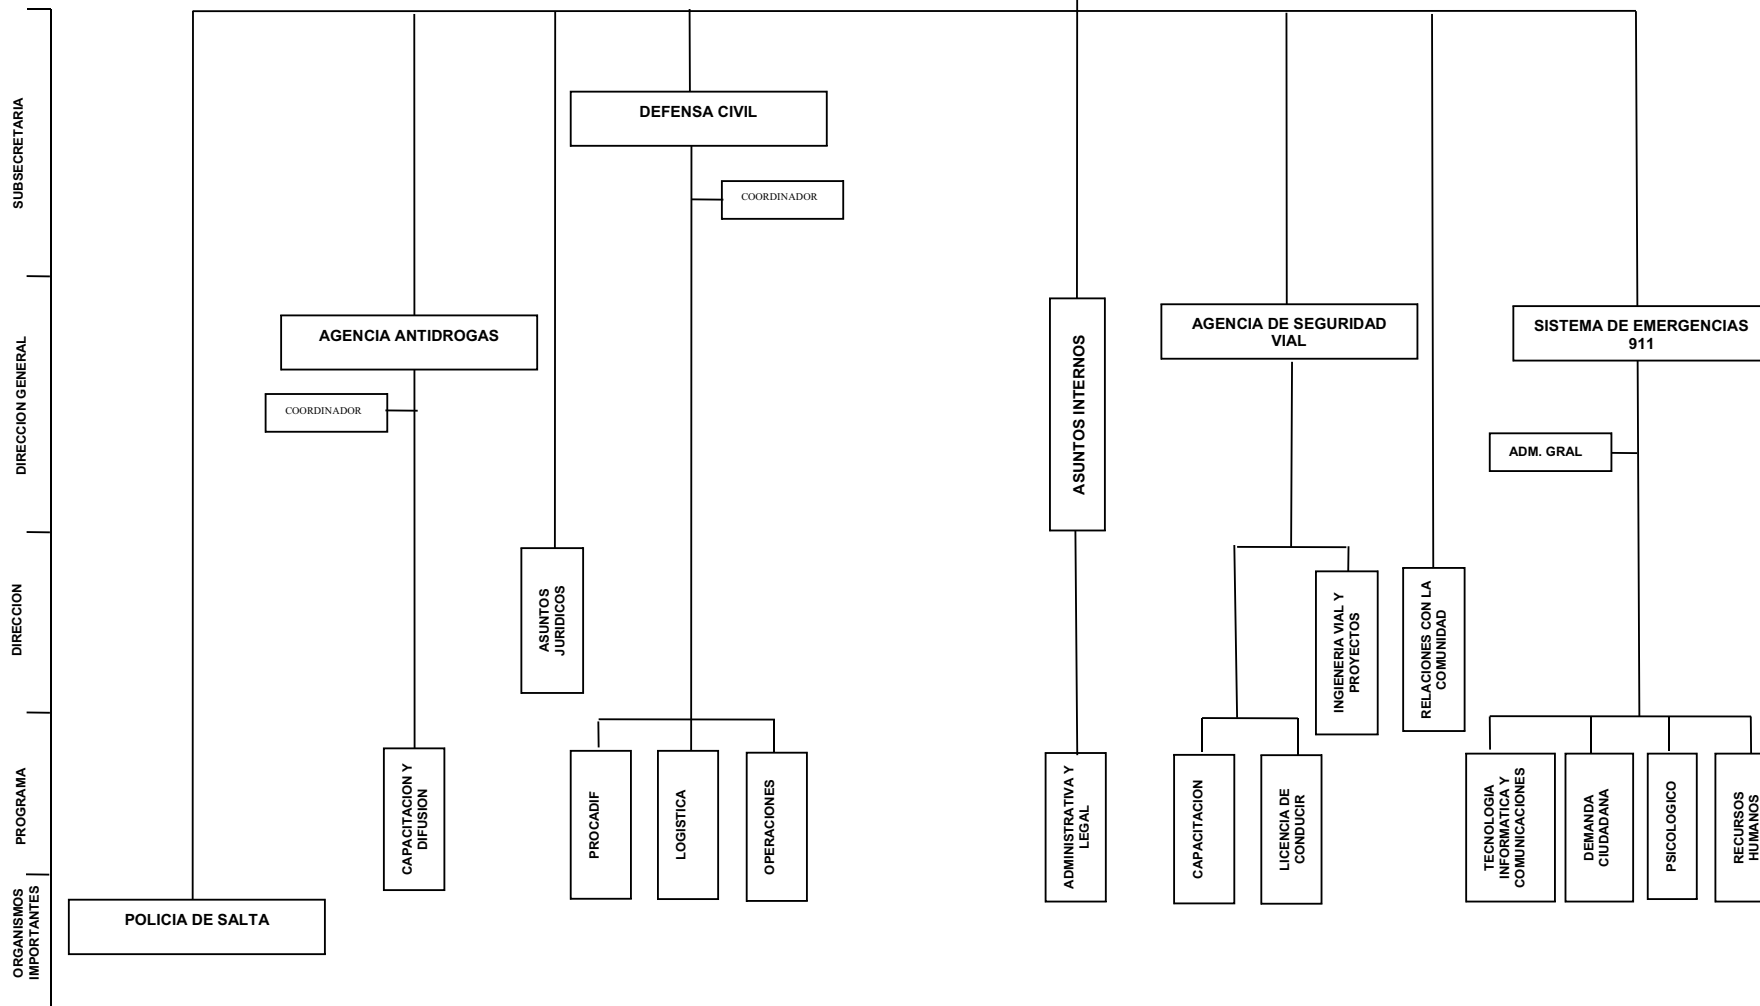 SUBSECRETARIA
DIRECCION GENERAL
DIRECCION
PROGRAMA
ORGANISMOS
IMPORTANTES
DEFENSA CIVIL
COORDINADOR
AGENCIA ANTIDROGAS
COORDINADOR
ASUNTOS INTERNOS
AGENCIA DE SEGURIDAD
VIAL
SISTEMA DE EMERGENCIAS
911
ADM. GRAL
ASUNTOS
JURIDICOS
INGIENERIA VIAL Y
PROYECTOS
RELACIONES CON LA
COMUNIDAD
CAPACITACION Y
DIFUSION
PROCADIF
LOGISTICA
OPERACIONES
ADMINISTRATIVA Y
LEGAL
CAPACITACION
LICENCIA DE
CONDUCIR
TECNOLOGIA
INFORMATICA Y
COMUNICACIONES
DEMANDA
CIUDADANA
PSICOLOGICO
RECURSOS
HUMANOS
POLICIA DE SALTA